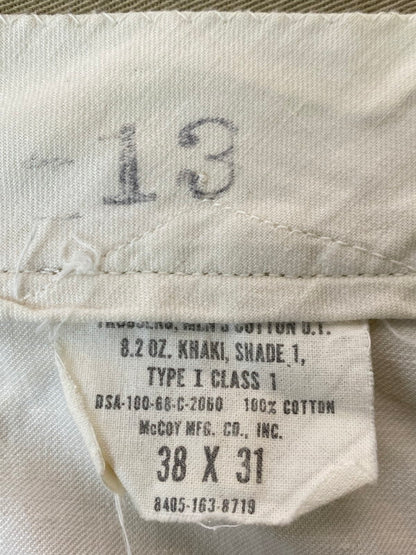 -13
TROUSERS, MEN'S COTTON U.T.
8.2 OZ. KHAKI, SHADE 1,
TYPE I CLASS 1
DSA-100-66-C-2060 100% COTTON
McCOY MFG. CO., INC.
38 X 31
8405-163-8719